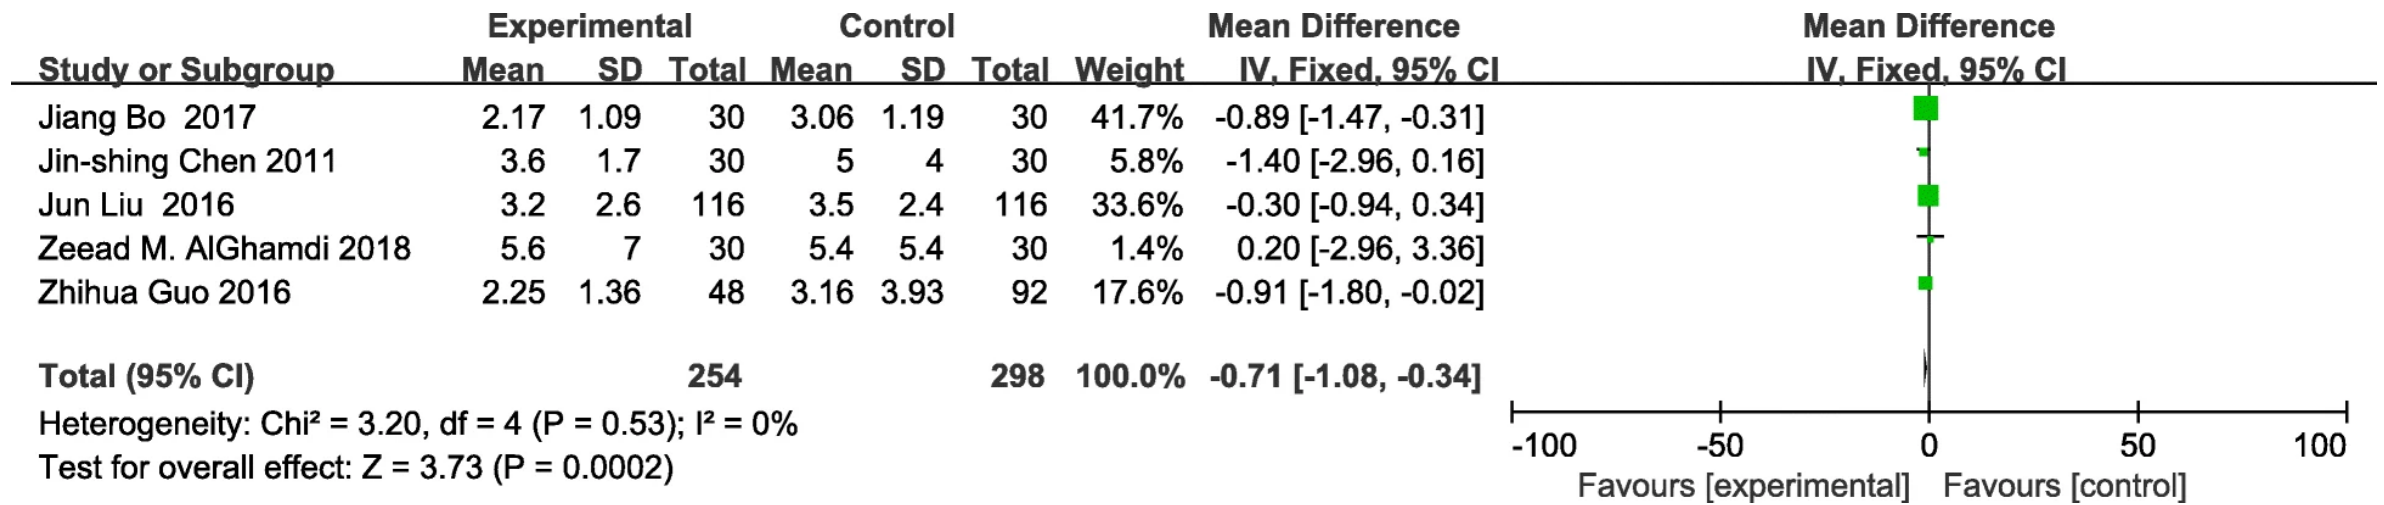 Experimental Control Mean Difference Mean Difference
Study or Subgroup Mean SD Total Mean SD Total Weight IV, Fixed, 95% CI IV, Fixed, 95% CI
Jiang Bo 2017 2.17 1.09 30 3.06 1.19 30 41.7% -0.89 [-1.47, -0.31]
Jin-shing Chen 2011 3.6 1.7 30 5 4 30 5.8% -1.40 [-2.96, 0.16]
Jun Liu 2016 3.2 2.6 116 3.5 2.4 116 33.6% -0.30 [-0.94, 0.34]
Zeead M. AlGhamdi 2018 5.6 7 30 5.4 5.4 30 1.4% 0.20 [-2.96, 3.36]
Zhihua Guo 2016 2.25 1.36 48 3.16 3.93 92 17.6% -0.91 [-1.80, -0.02]
Total (95% CI) 254 298 100.0% -0.71 [-1.08, -0.34]
Heterogeneity: Chi² = 3.20, df = 4 (P = 0.53); I² = 0%
Test for overall effect: Z = 3.73 (P = 0.0002)
-100 -50 0 50 100
Favours [experimental] Favours [control]